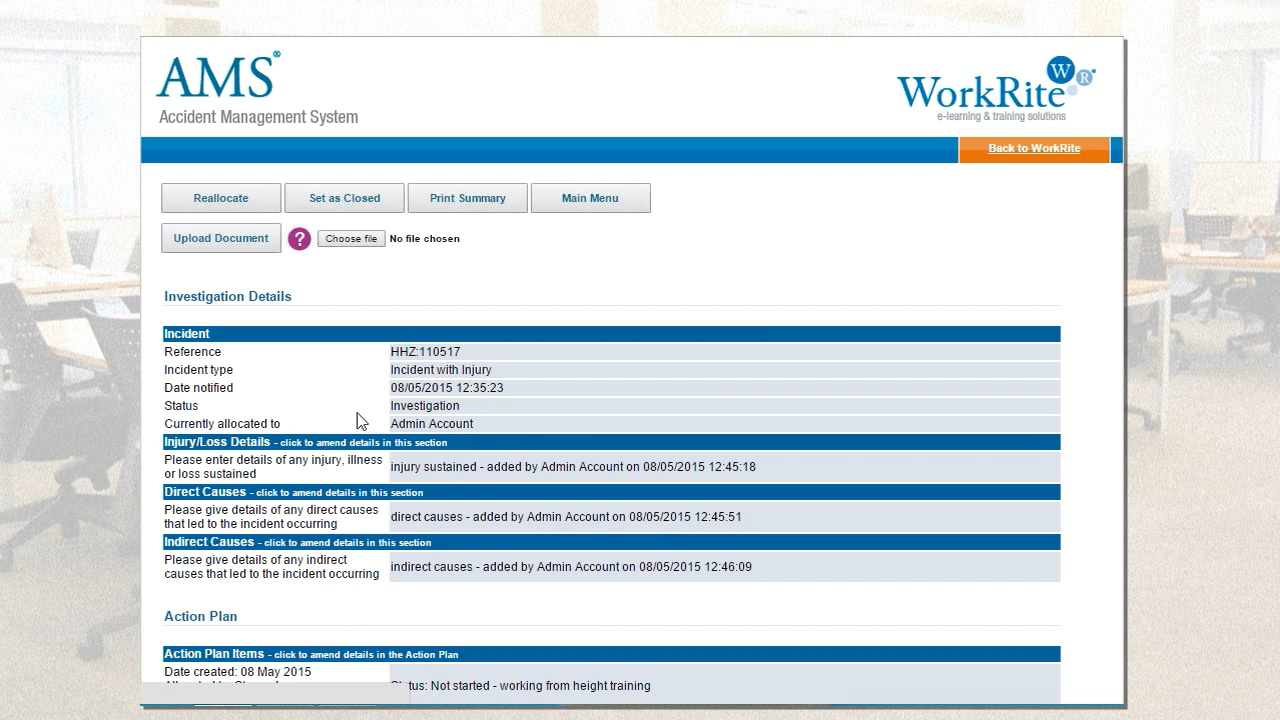 AMS®
Accident Management System
WorkRite W R
e-learning & training solutions
Back to WorkRite
Reallocate Set as Closed Print Summary Main Menu
Upload Document ? Choose file No file chosen
Investigation Details
Incident
Reference HHZ:110517
Incident type Incident with Injury
Date notified 08/05/2015 12:35:23
Status Investigation
Currently allocated to Admin Account
Injury/Loss Details - click to amend details in this section
Please enter details of any injury, illness
or loss sustained
injury sustained - added by Admin Account on 08/05/2015 12:45:18
Direct Causes - click to amend details in this section
Please give details of any direct causes
that led to the incident occurring
direct causes - added by Admin Account on 08/05/2015 12:45:51
Indirect Causes - click to amend details in this section
Please give details of any indirect
causes that led to the incident occurring
indirect causes - added by Admin Account on 08/05/2015 12:46:09
Action Plan
Action Plan Items - click to amend details in the Action Plan
Date created: 08 May 2015
Status: Not started - working from height training